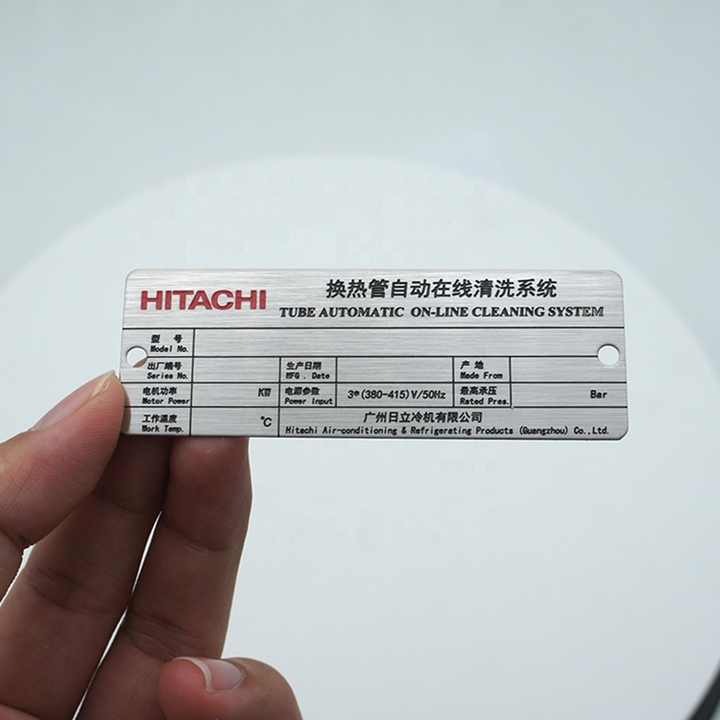 HITACHI 换热管自动在线清洗系统
TUBE AUTOMATIC ON-LINE CLEANING SYSTEM
型 号
Model No.
出厂编号 生产日期 产 地
Series No. MFG . Date Made From
电机功率 KW 电源参数 3Φ(380-415)V/50Hz 最高承压 Bar
Motor Power Power Input Rated Pres.
工作温度 ℃ 广州日立冷机有限公司
Work Temp. Hitachi Air-conditioning & Refrigerating Products (Guangzhou) Co.,Ltd.